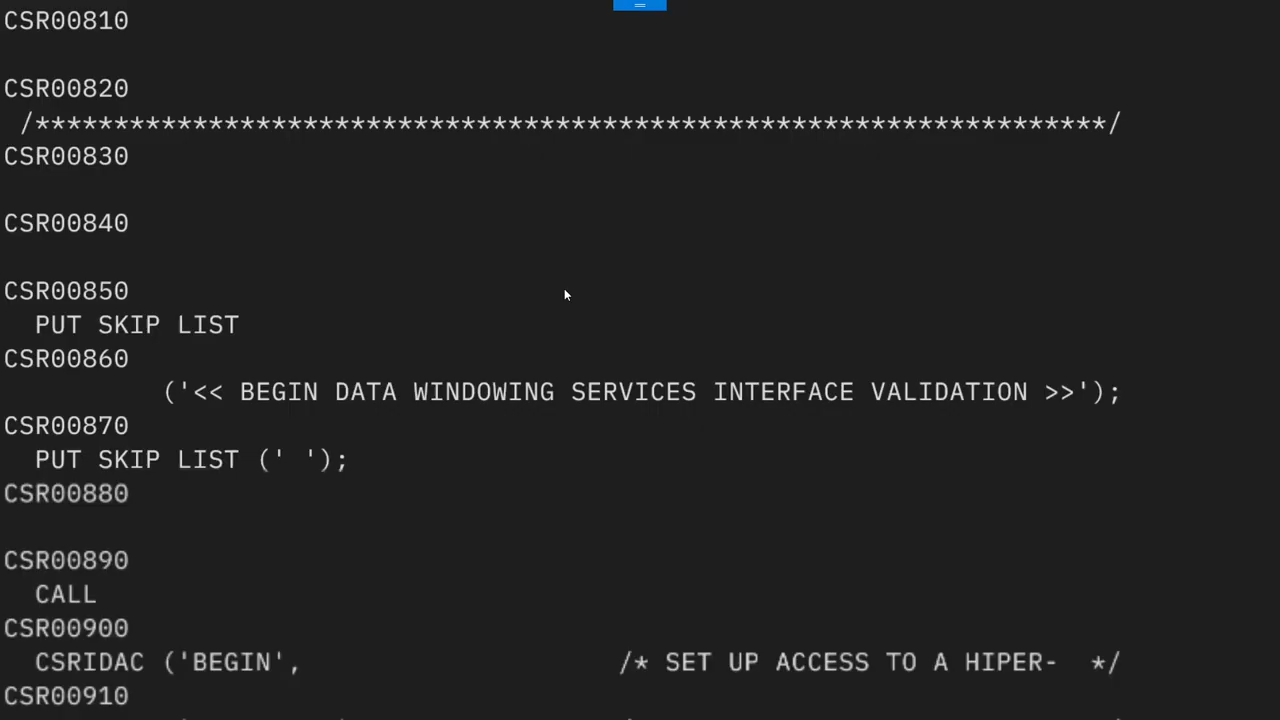 CSR00810
CSR00820
/********************************************************************/
CSR00830
CSR00840
CSR00850
PUT SKIP LIST
CSR00860
('<< BEGIN DATA WINDOWING SERVICES INTERFACE VALIDATION >>');
CSR00870
PUT SKIP LIST (' ');
CSR00880
CSR00890
CALL
CSR00900
CSRIDAC ('BEGIN', /* SET UP ACCESS TO A HIPER- */
CSR00910